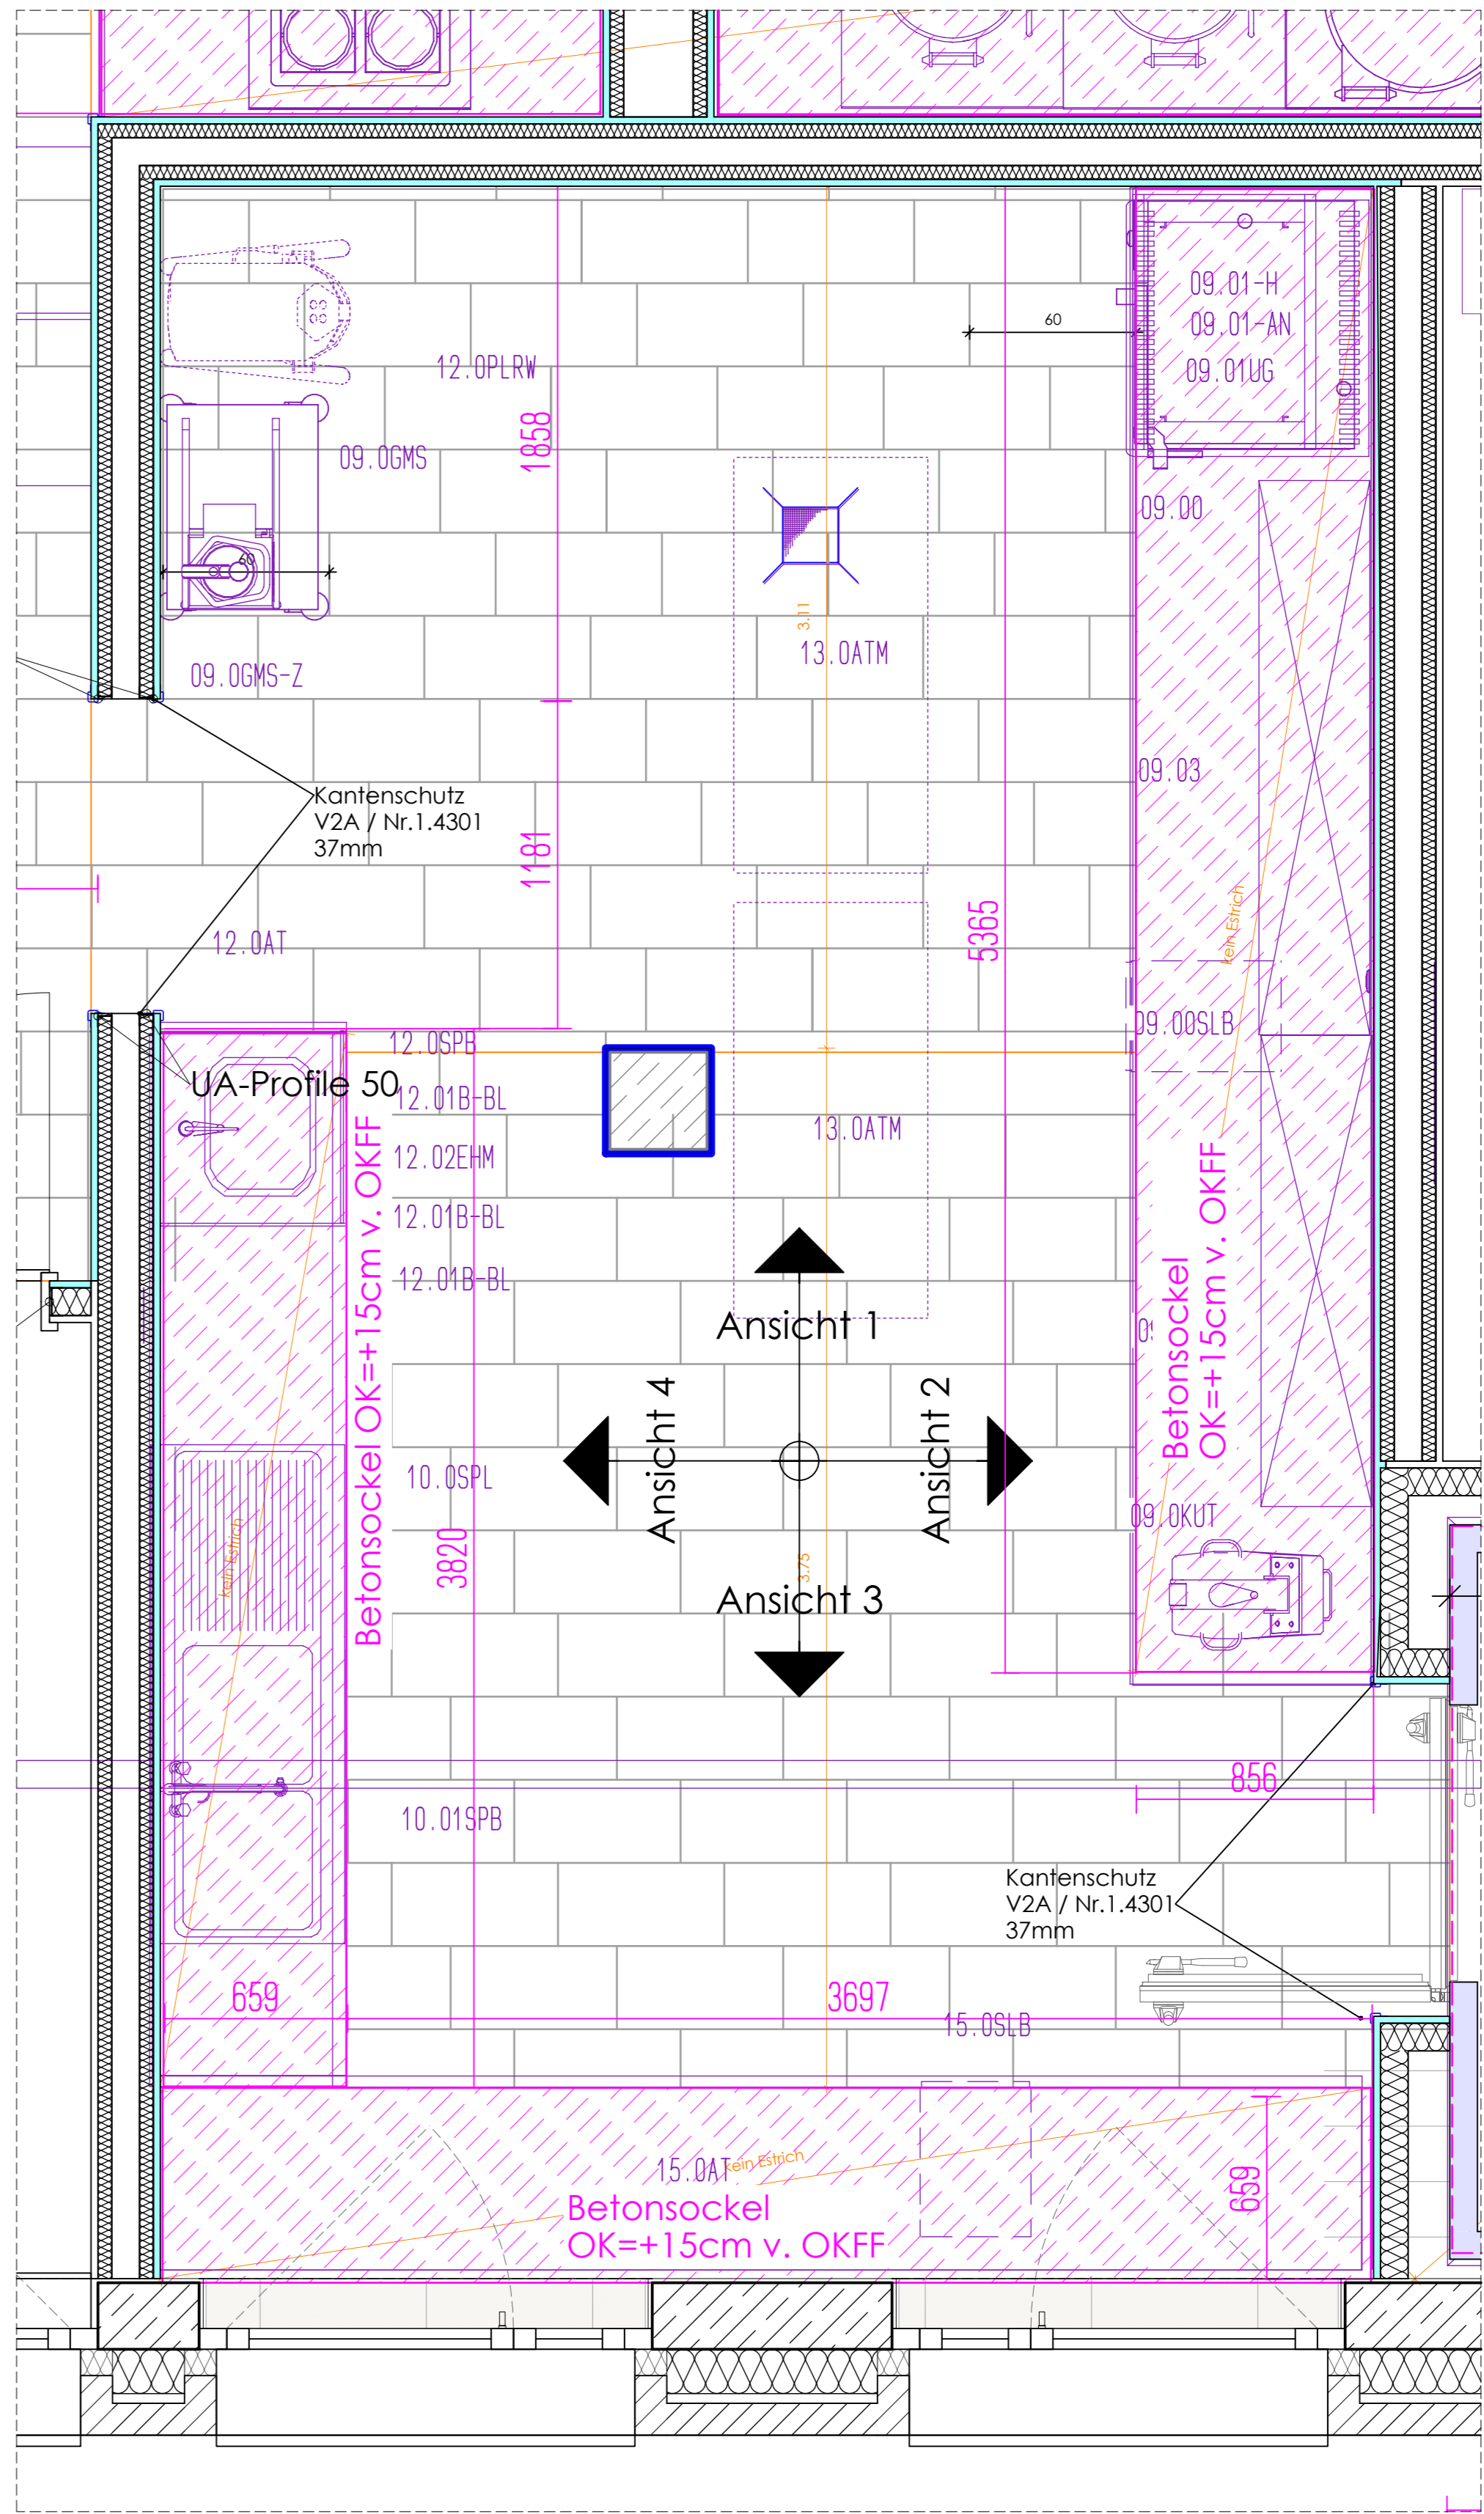 09.01-H
09.01-AN
09.01UG
60
12.0PLRW
1858
09.0GMS
09.00
60
3.11
13.0ATM
09.0GMS-Z
09.03
Kantenschutz
V2A / Nr.1.4301
37mm
1181
5365
kein Estrich
12.0AT
09.00SLB
12.0SPB
UA-Profile 50
12.01B-BL
13.0ATM
12.02EHM
12.01B-BL
12.01B-BL
Betonsockel OK=+15cm v. OKFF
Betonsockel
OK=+15cm v. OKFF
Ansicht 1
Ansicht 4
Ansicht 2
10.0SPL
09.0KUT
kein Estrich
3820
3.75
Ansicht 3
856
10.01SPB
Kantenschutz
V2A / Nr.1.4301
37mm
659
3697
15.0SLB
15.0AT
kein Estrich
659
Betonsockel
OK=+15cm v. OKFF